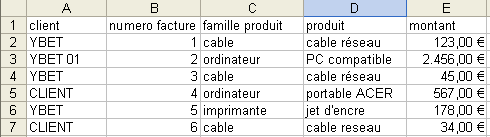 A B C D E
1 client numero facture famille produit produit montant
2 YBET 1 cable cable réseau 123,00 €
3 YBET 01 2 ordinateur PC compatible 2.456,00 €
4 YBET 3 cable cable réseau 45,00 €
5 CLIENT 4 ordinateur portable ACER 567,00 €
6 YBET 5 imprimante jet d'encre 178,00 €
7 CLIENT 6 cable cable reseau 34,00 €